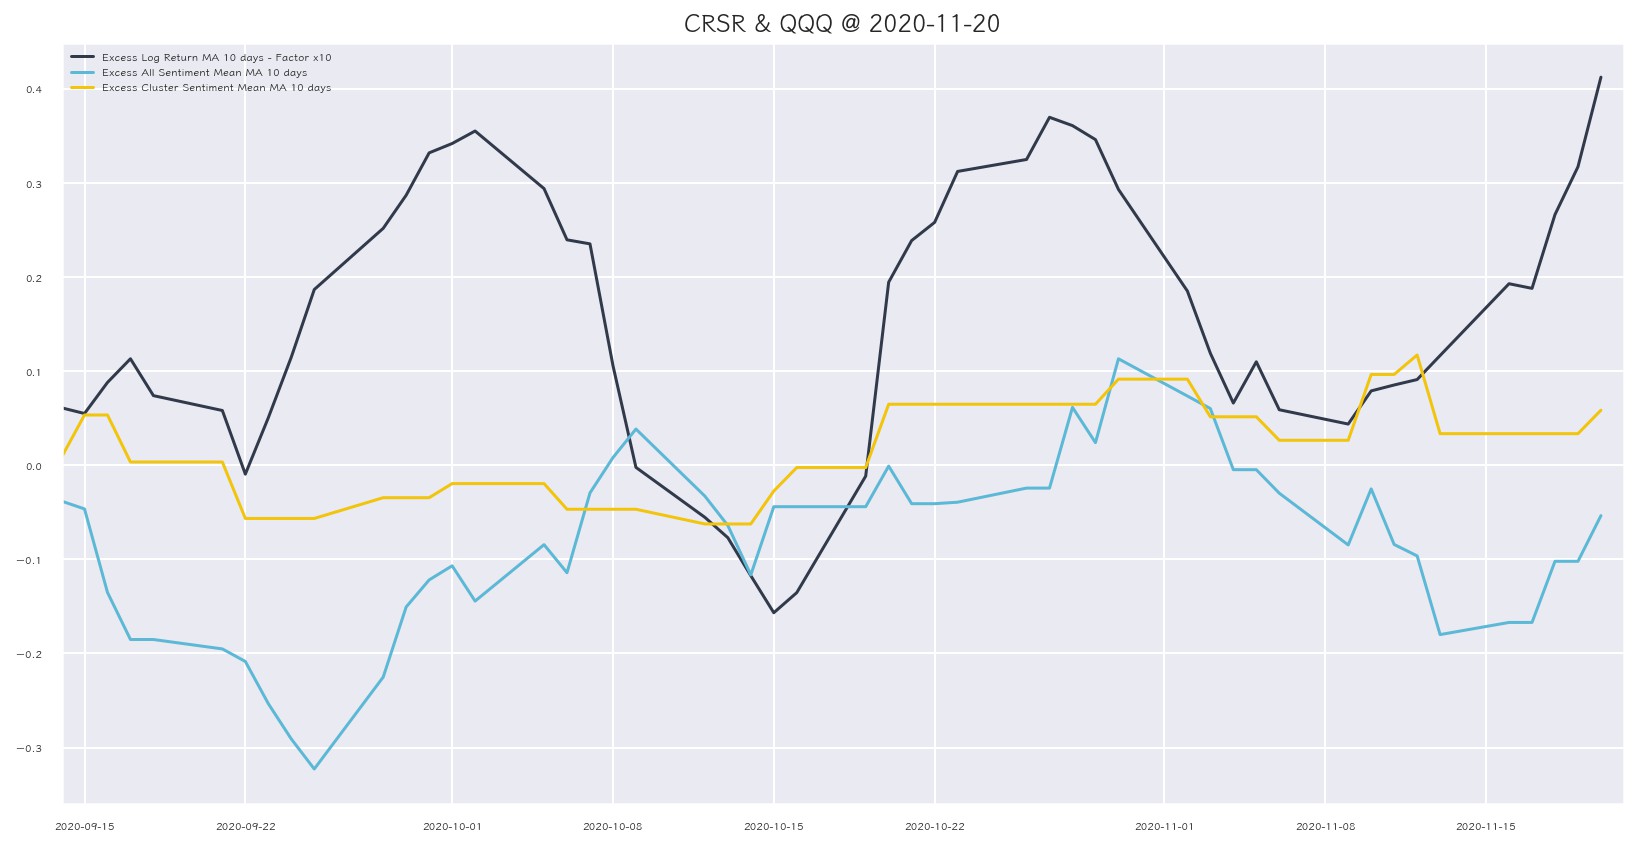 CRSR & QQQ @ 2020-11-20
Excess Log Return MA 10 days - Factor x10
Excess All Sentiment Mean MA 10 days
Excess Cluster Sentiment Mean MA 10 days
0.4
0.3
0.2
0.1
0.0
−0.1
−0.2
−0.3
2020-09-15 2020-09-22 2020-10-01 2020-10-08 2020-10-15 2020-10-22 2020-11-01 2020-11-08 2020-11-15